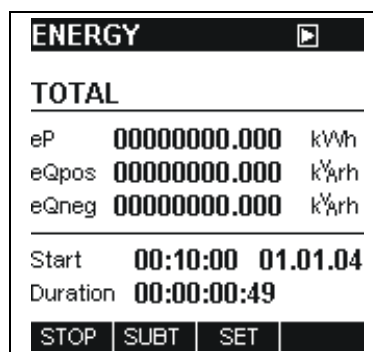 ENERGY
TOTAL
eP 00000000.000 kWh
eQpos 00000000.000 kVArh
eQneg 00000000.000 kVArh
Start 00:10:00 01.01.04
Duration 00:00:00:49
STOP SUBT SET